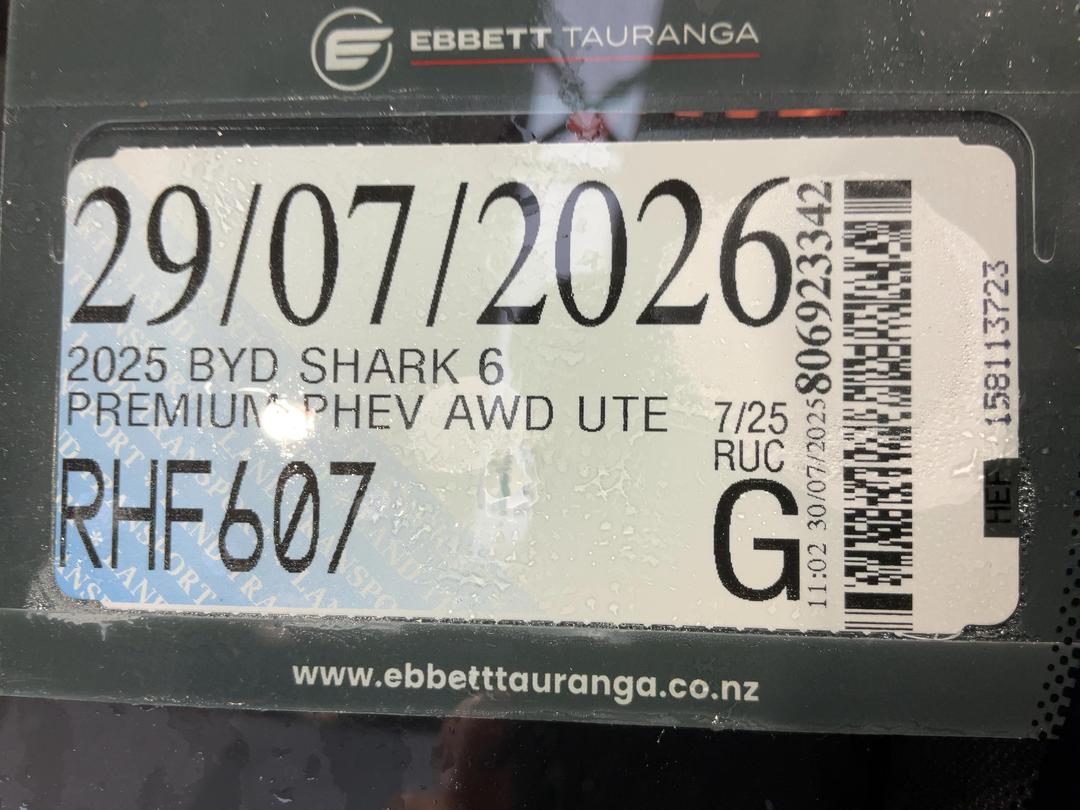 EBBETT TAURANGA
29/07/2026
2025 BYD SHARK 6
PREMIUM PHEV AWD UTE
7/25
RUC
RHF607
G
11:02 30/07/2025 806923342
158113723
www.ebbetttauranga.co.nz